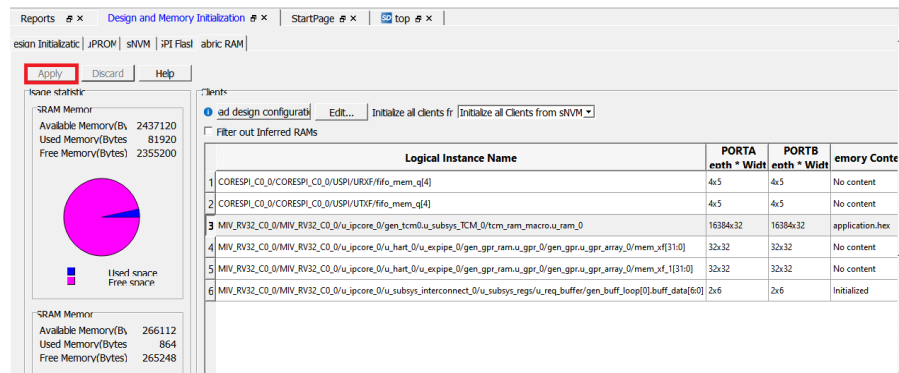 Reports
Design and Memory Initialization
StartPage
SD top
esign Initializatic
uPROM
sNVM
SPI Flash
abric RAM
Apply
Discard
Help
Usage statistic
Clients
ad design configurati
Edit...
Initialize all clients fr
Initialize all Clients from sNVM
Filter out Inferred RAMs
SRAM Memor
Available Memory(By 2437120
Used Memory(Bytes 81920
Free Memory(Bytes) 2355200
Used space
Free space
SRAM Memor
Available Memory(By 266112
Used Memory(Bytes 864
Free Memory(Bytes) 265248
Logical Instance Name
PORTA
epth * Widt
PORTB
epth * Widt
emory Conte
1 CORESPI_C0_0/CORESPI_C0_0/USPI/URXF/fifo_mem_q[4] 4x5 4x5 No content
2 CORESPI_C0_0/CORESPI_C0_0/USPI/UTXF/fifo_mem_q[4] 4x5 4x5 No content
3 MIV_RV32_C0_0/MIV_RV32_C0_0/u_ipcore_0/gen_tcm0.u_subsys_TCM_0/tcm_ram_macro.u_ram_0 16384x32 16384x32 application.hex
4 MIV_RV32_C0_0/MIV_RV32_C0_0/u_ipcore_0/u_hart_0/u_expipe_0/gen_gpr_ram.u_gpr_0/gen_gpr.u_gpr_array_0/mem_xf[31:0] 32x32 32x32 No content
5 MIV_RV32_C0_0/MIV_RV32_C0_0/u_ipcore_0/u_hart_0/u_expipe_0/gen_gpr_ram.u_gpr_0/gen_gpr.u_gpr_array_0/mem_xf_1[31:0] 32x32 32x32 No content
6 MIV_RV32_C0_0/MIV_RV32_C0_0/u_ipcore_0/u_subsys_interconnect_0/u_subsys_regs/u_req_buffer/gen_buff_loop[0].buff_data[6:0] 2x6 2x6 Initialized